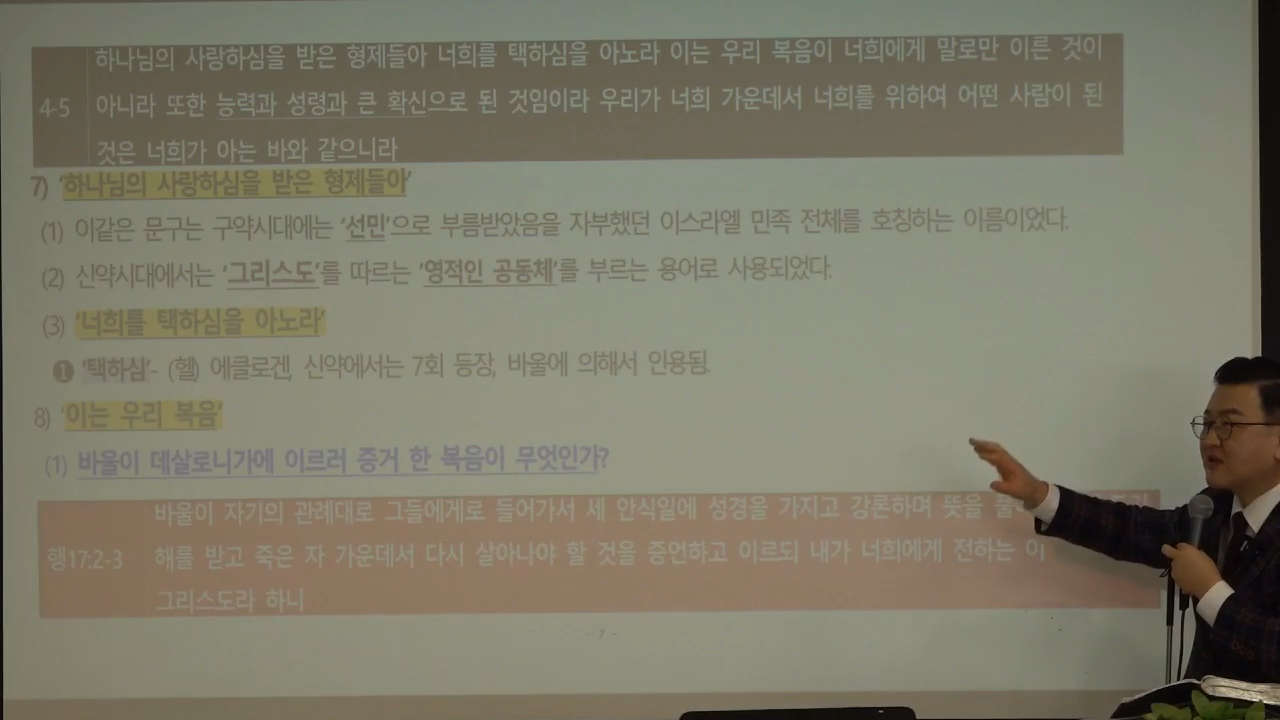 하나님의 사랑하심을 받은 형제들아 너희를 택하심을 아노라 이는 우리 복음이 너희에게 말로만 이른 것이
4-5 아니라 또한 능력과 성령과 큰 확신으로 된 것임이라 우리가 너희 가운데서 너희를 위하여 어떤 사람이 된
것은 너희가 아는 바와 같으니라
7) '하나님의 사랑하심을 받은 형제들아'
(1) 이같은 문구는 구약시대에는 '선민'으로 부름받았음을 자부했던 이스라엘 민족 전체를 호칭하는 이름이었다.
(2) 신약시대에서는 '그리스도'를 따르는 '영적인 공동체'를 부르는 용어로 사용되었다.
(3) '너희를 택하심을 아노라'
❶ '택하심'- (헬) 에클로겐, 신약에서는 7회 등장, 바울에 의해서 인용됨.
8) '이는 우리 복음'
(1) 바울이 데살로니가에 이르러 증거 한 복음이 무엇인가?
바울이 자기의 관례대로 그들에게로 들어가서 세 안식일에 성경을 가지고 강론하며 뜻을
행17:2-3 해를 받고 죽은 자 가운데서 다시 살아나야 할 것을 증언하고 이르되 내가 너희에게 전하는 이
그리스도라 하니
- 7 -